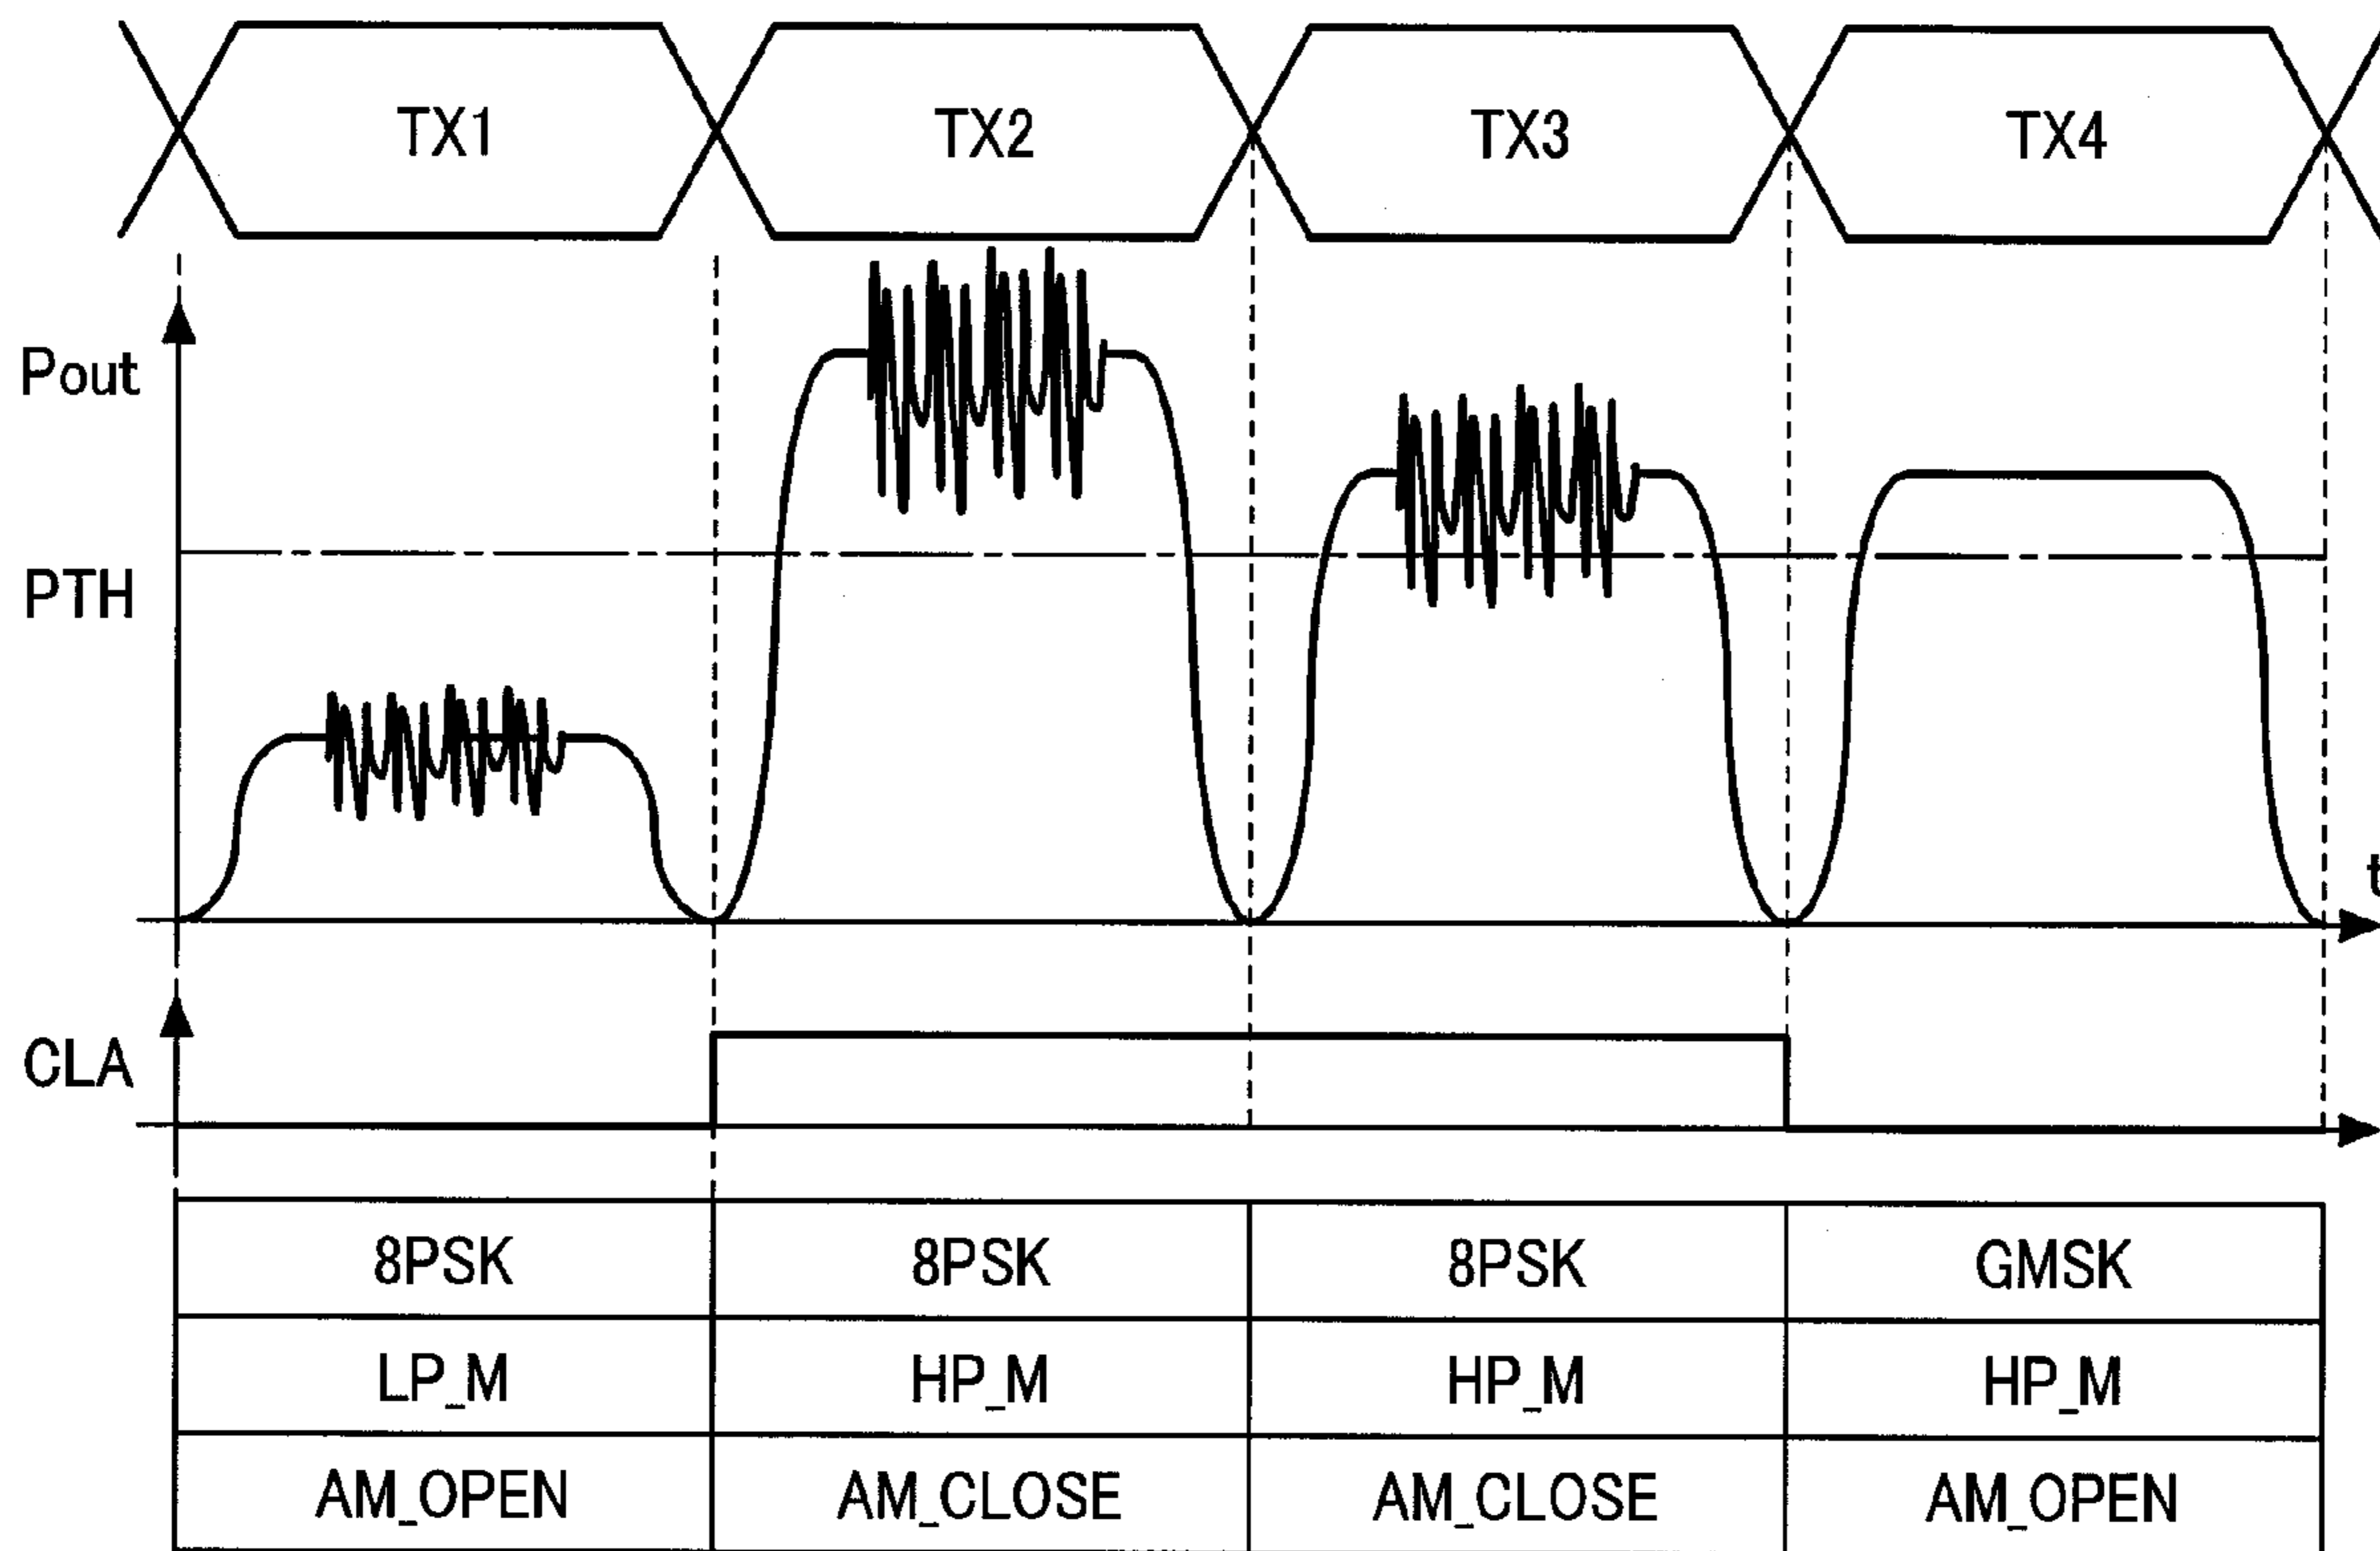 TX1 TX2 TX3 TX4
Pout
PTH
t
CLA
8PSK 8PSK 8PSK GMSK
LP_M HP_M HP_M HP_M
AM_OPEN AM_CLOSE AM_CLOSE AM_OPEN